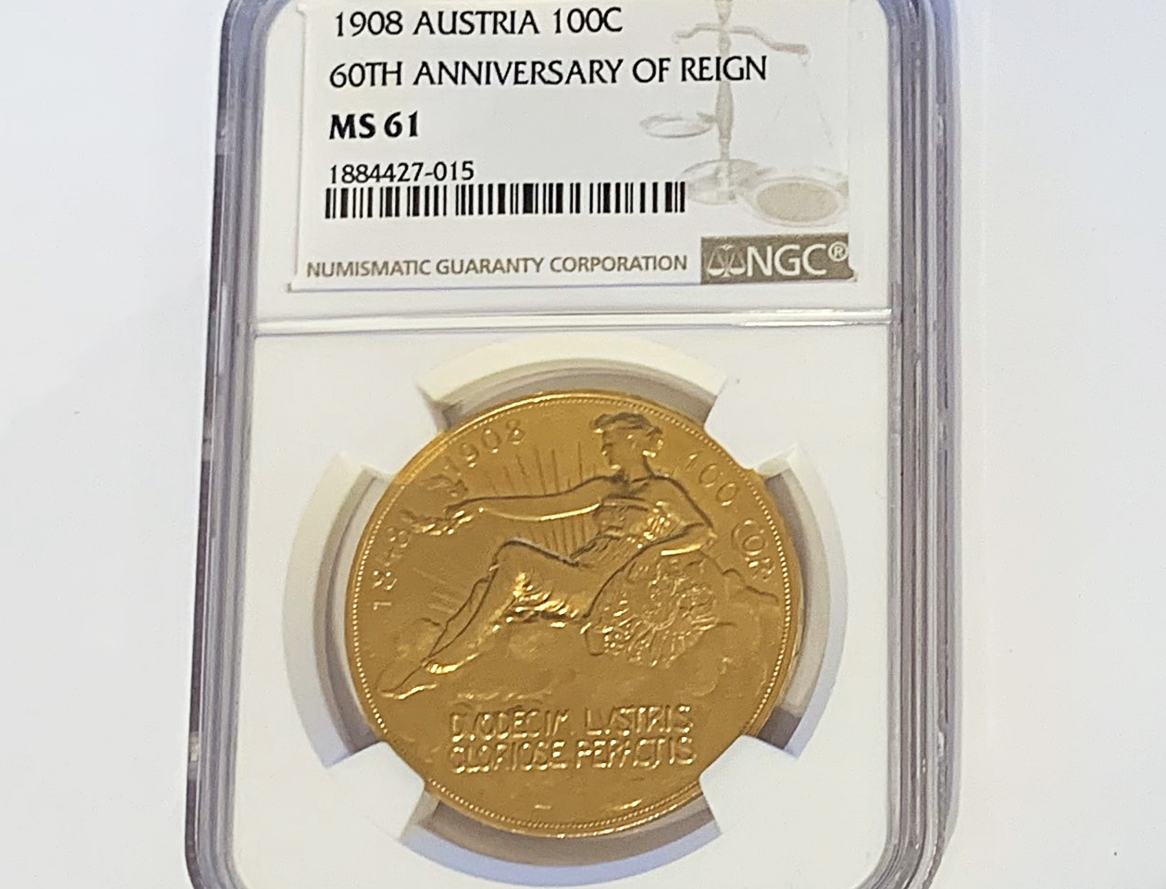 1908 AUSTRIA 100C
60TH ANNIVERSARY OF REIGN
MS 61
1884427-015
NUMISMATIC GUARANTY CORPORATION
NGC®
1848 1908
100 COR
DVODECIM LVSTRIS
GLORIOSE PERACTIS